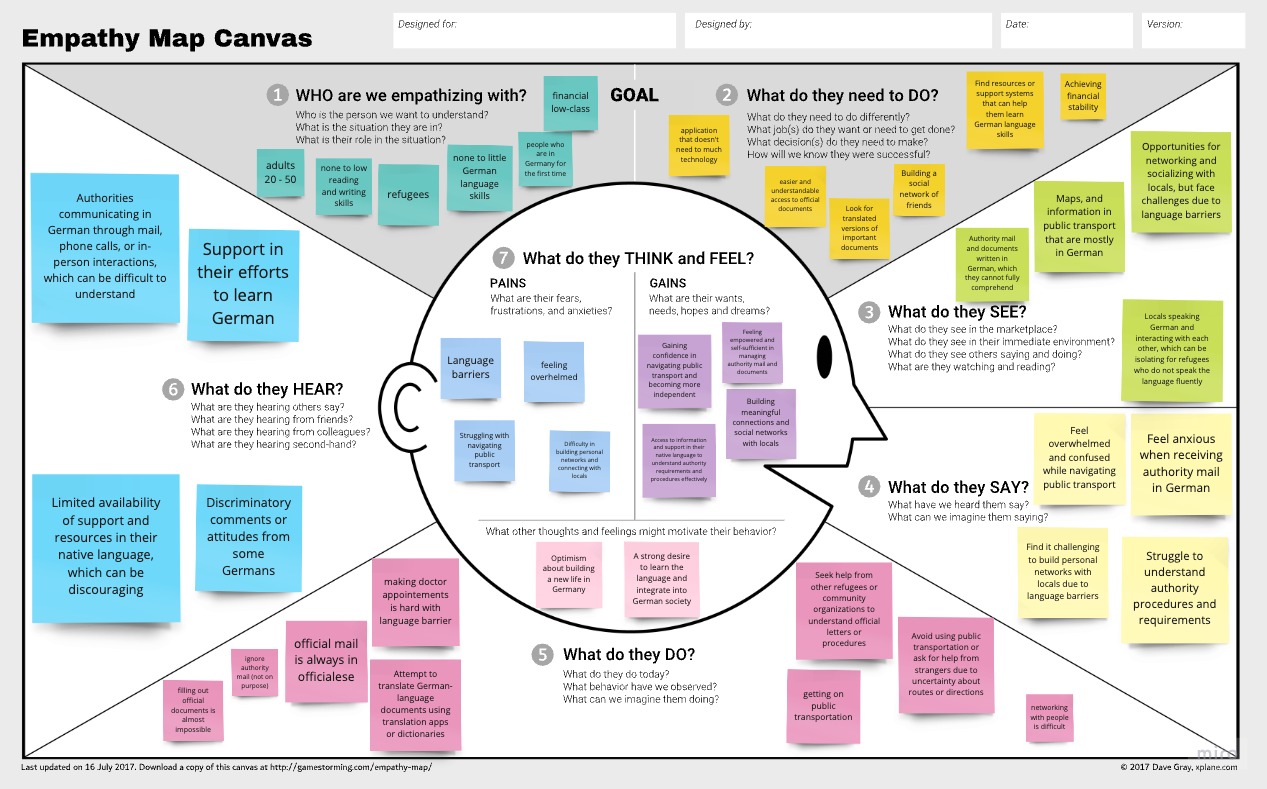 Empathy Map Canvas
Designed for:
Designed by:
Date:
Version:
1
WHO are we empathizing with?
Who is the person we want to understand?
What is the situation they are in?
What is their role in the situation?
financial
low-class
people who
are in
Germany for
the first time
adults
20 - 50
none to low
reading
and writing
skills
refugees
none to little
German
language
skills
GOAL
2
What do they need to DO?
What do they need to do differently?
What job(s) do they want or need to get done?
What decision(s) do they need to make?
How will we know they were successful?
application
that doesn't
need to much
technology
easier and
understandable
access to official
documents
Look for
translated
versions of
important
documents
Building a
social
network of
friends
Find resources or
support systems
that can help
them learn
German language
skills
Achieving
financial
stability
Opportunities for
networking and
socializing with
locals, but face
challenges due to
language barriers
Maps, and
information in
public transport
that are mostly
in German
Authority mail
and documents
written in
German, which
they cannot fully
comprehend
3
What do they SEE?
What do they see in the marketplace?
What do they see in their immediate environment?
What do they see others saying and doing?
What are they watching and reading?
Locals speaking
German and
interacting with each
other, which can be
isolating for refugees
who do not speak the
language fluently
4
What do they SAY?
What have we heard them say?
What can we imagine them saying?
Feel
overwhelmed
and confused
while navigating
public transport
Feel anxious
when receiving
authority mail
in German
Find it challenging
to build personal
networks with
locals due to
language barriers
Struggle to
understand
authority
procedures and
requirements
5
What do they DO?
What do they do today?
What behavior have we observed?
What can we imagine them doing?
making doctor
appointements
is hard with
language barrier
official mail
is always in
officialese
ignore
authority
mail (not on
purpose)
filling out
official
documents is
almost
impossible
Attempt to
translate German-
language
documents using
translation apps
or dictionaries
Seek help from
other refugees or
community
organizations to
understand official
letters or
procedures
Avoid using public
transportation or
ask for help from
strangers due to
uncertainty about
routes or directions
getting on
public
transportation
networking
with people
is difficult
6
What do they HEAR?
What are they hearing others say?
What are they hearing from friends?
What are they hearing from colleagues?
What are they hearing second-hand?
Authorities
communicating in
German through mail,
phone calls, or in-
person interactions,
which can be difficult to
understand
Support in
their efforts
to learn
German
Limited availability
of support and
resources in their
native language,
which can be
discouraging
Discriminatory
comments or
attitudes from
some
Germans
7
What do they THINK and FEEL?
PAINS
What are their fears,
frustrations, and anxieties?
Language
barriers
feeling
overwhelmed
Struggling with
navigating
public
transport
Difficulty in
building personal
networks and
connecting with
locals
GAINS
What are their wants,
needs, hopes and dreams?
Gaining
confidence in
navigating public
transport and
becoming more
independent
Feeling
empowered and
self-sufficient in
managing
authority mail and
documents
Building
meaningful
connections and
social networks
with locals
Access to information
and support in their
native language to
understand authority
requirements and
procedures effectively
What other thoughts and feelings might motivate their behavior?
Optimism
about building
a new life in
Germany
A strong desire
to learn the
language and
integrate into
German society
Last updated on 16 July 2017. Download a copy of this canvas at http://gamestorming.com/empathy-map/
miro
© 2017 Dave Gray, xplane.com